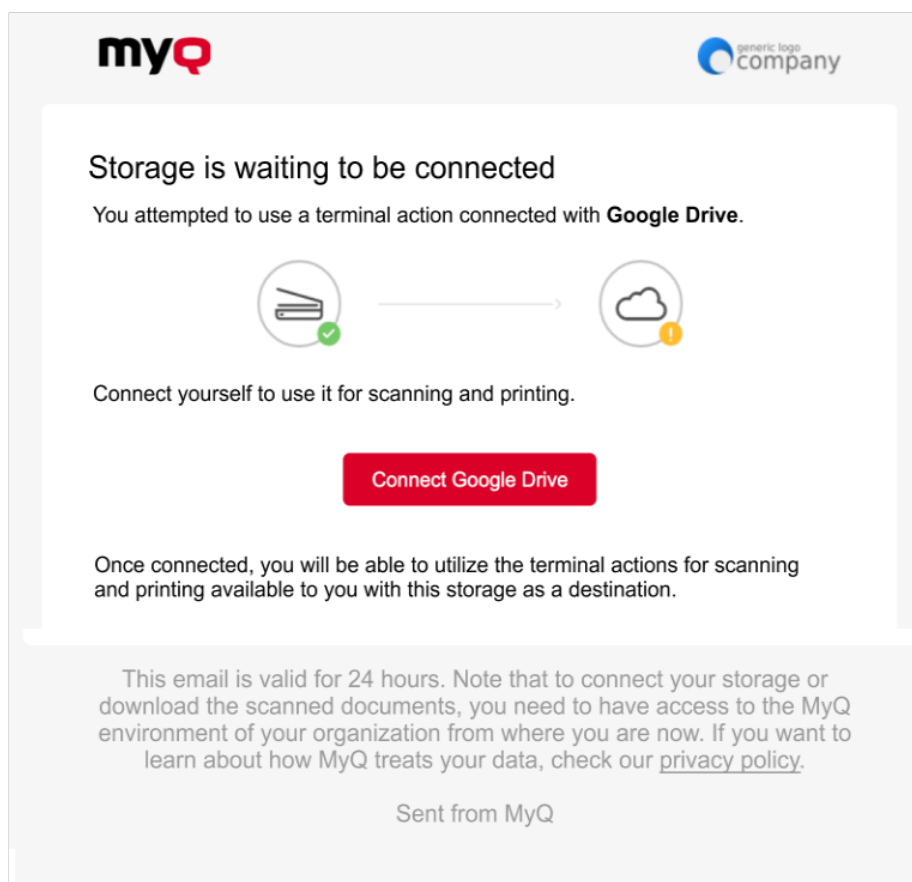 myQ
generic logo
company
Storage is waiting to be connected
You attempted to use a terminal action connected with Google Drive.
Connect yourself to use it for scanning and printing.
Connect Google Drive
Once connected, you will be able to utilize the terminal actions for scanning
and printing available to you with this storage as a destination.
This email is valid for 24 hours. Note that to connect your storage or
download the scanned documents, you need to have access to the MyQ
environment of your organization from where you are now. If you want to
learn about how MyQ treats your data, check our privacy policy.
Sent from MyQ